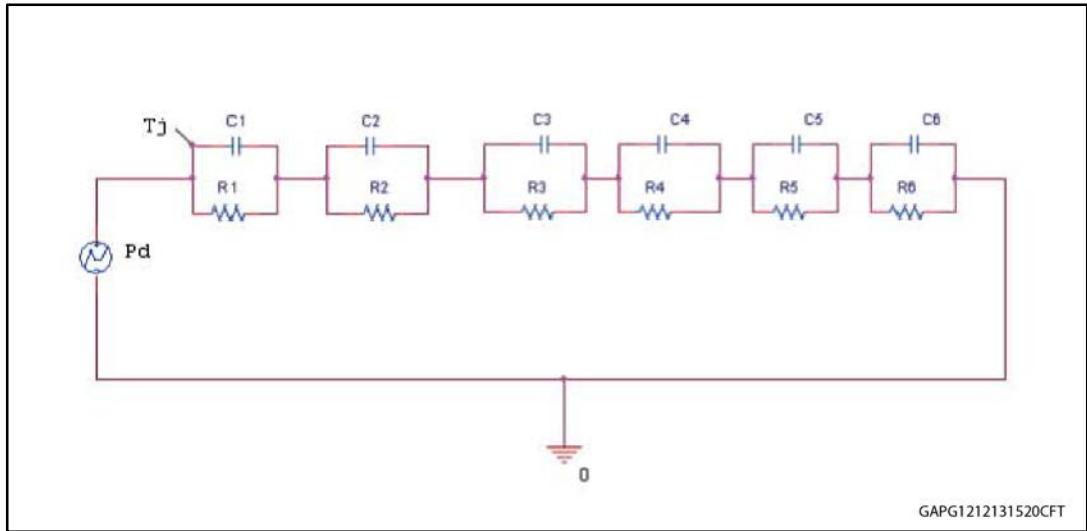 Tj
C1 C2 C3 C4 C5 C6
R1 R2 R3 R4 R5 R6
Pd
0
GAPG1212131520CFT